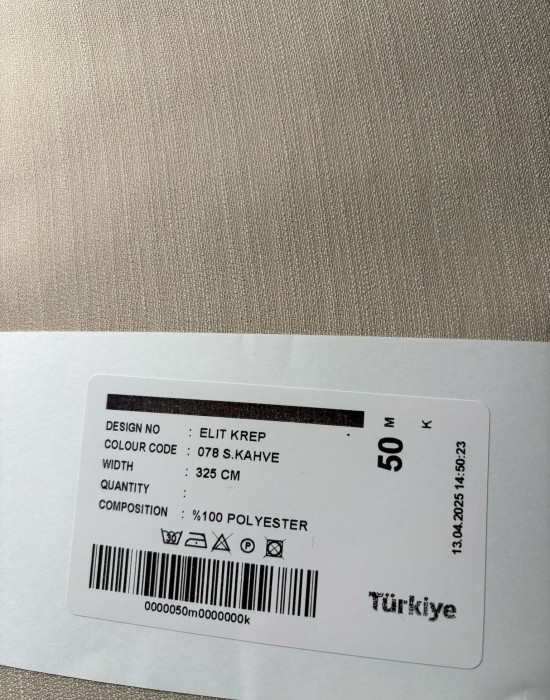 DESIGN NO : ELIT KREP
COLOUR CODE : 078 S.KAHVE
WIDTH : 325 CM
QUANTITY :
COMPOSITION : %100 POLYESTER
30 P
0000050m0000000k
50 M K
13.04.2025 14:50:23
Türkiye